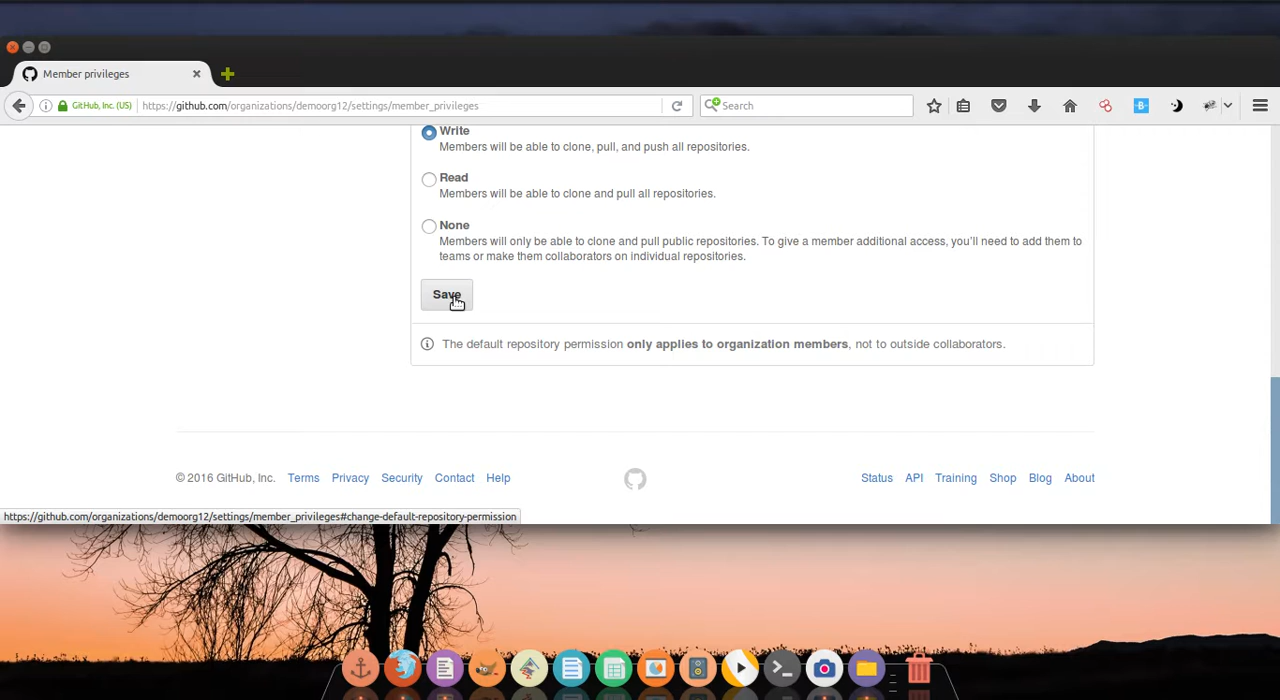 Member privileges
GitHub, Inc. (US) https://github.com/organizations/demoorg12/settings/member_privileges Search
Write
Members will be able to clone, pull, and push all repositories.
Read
Members will be able to clone and pull all repositories.
None
Members will only be able to clone and pull public repositories. To give a member additional access, you'll need to add them to
teams or make them collaborators on individual repositories.
Save
The default repository permission only applies to organization members, not to outside collaborators.
© 2016 GitHub, Inc. Terms Privacy Security Contact Help Status API Training Shop Blog About
https://github.com/organizations/demoorg12/settings/member_privileges#change-default-repository-permission